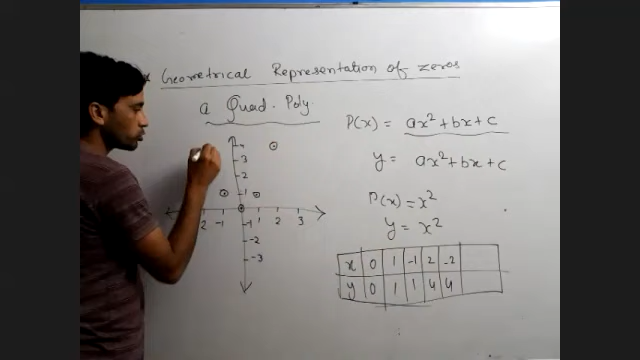 Geometrical Representation of zeros
a Quad. Poly.
P(x) = ax²+bx+c
y = ax²+bx+c
P(x) = x²
y = x²
4
3
2
1
2 -1 1 2 3
-1
-2
-3
x 0 1 -1 2 -2
y 0 1 1 4 4